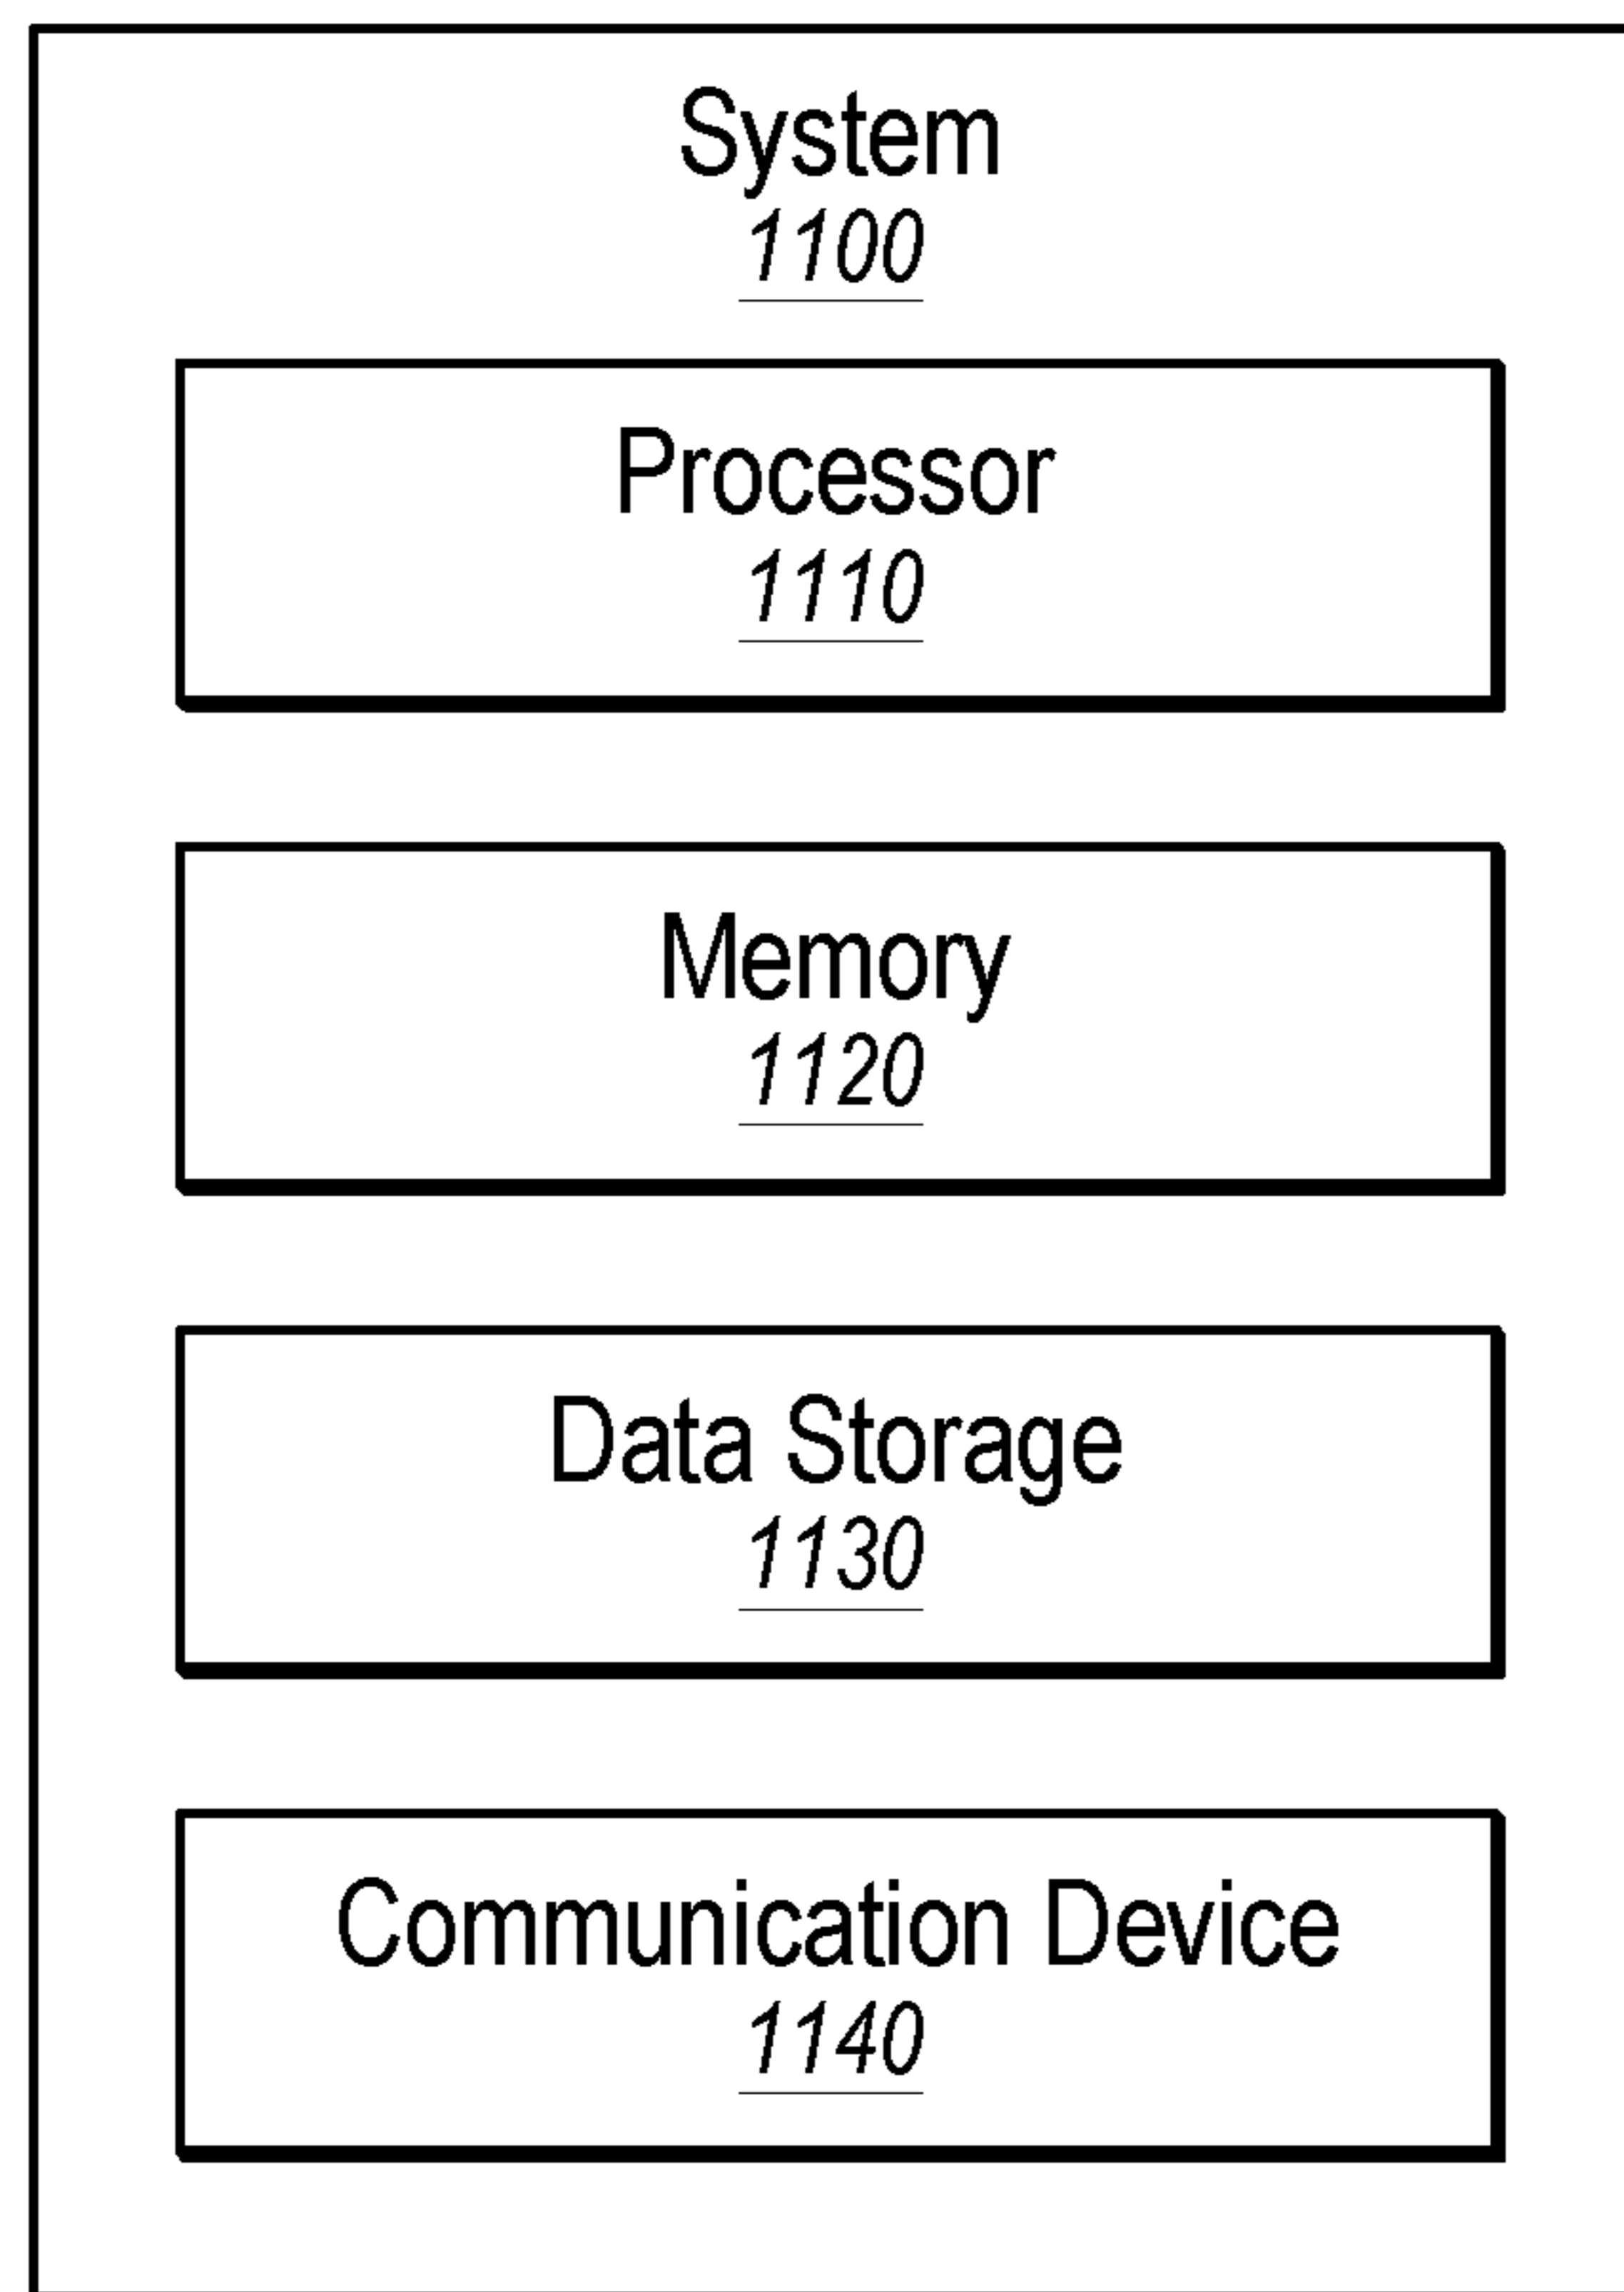 System
1100
Processor
1110
Memory
1120
Data Storage
1130
Communication Device
1140